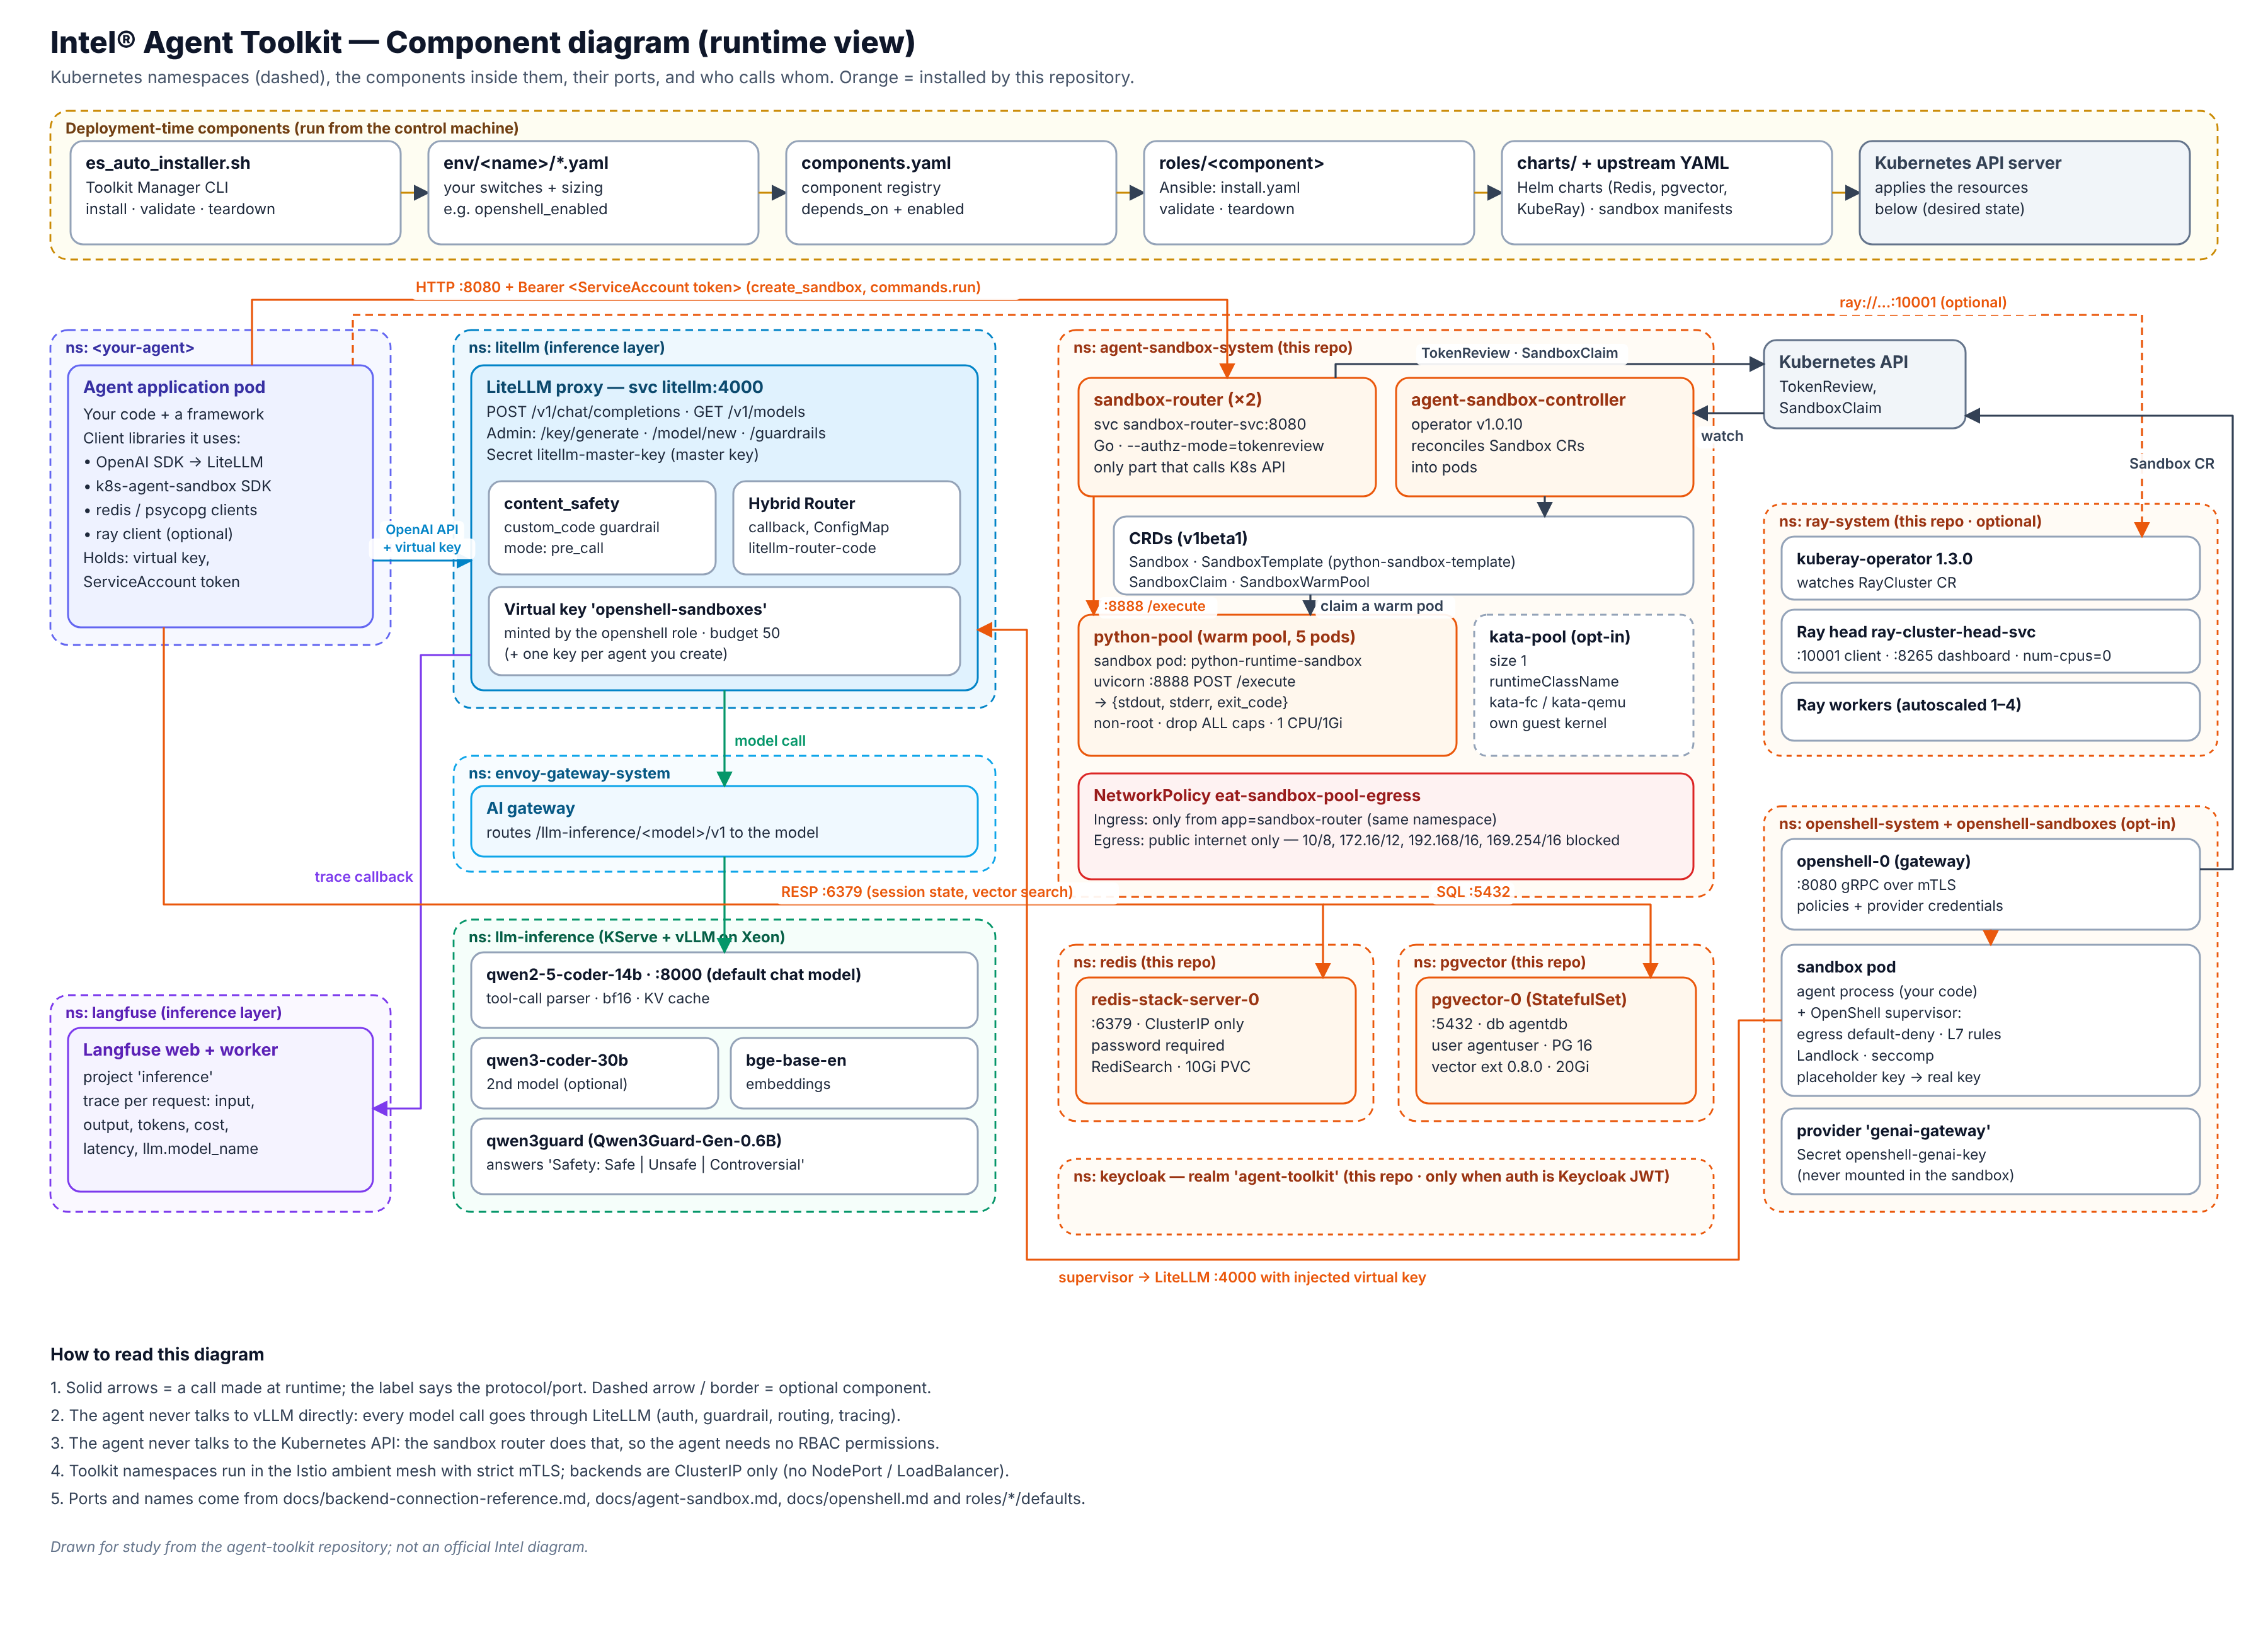 Intel® Agent Toolkit — Component diagram (runtime view)
Kubernetes namespaces (dashed), the components inside them, their ports, and who calls whom. Orange = installed by this repository.
Deployment-time components (run from the control machine)
es_auto_installer.sh
Toolkit Manager CLI
install · validate · teardown
env/<name>/*.yaml
your switches + sizing
e.g. openshell_enabled
components.yaml
component registry
depends_on + enabled
roles/<component>
Ansible: install.yaml
validate · teardown
charts/ + upstream YAML
Helm charts (Redis, pgvector,
KubeRay) · sandbox manifests
Kubernetes API server
applies the resources
below (desired state)
HTTP :8080 + Bearer <ServiceAccount token> (create_sandbox, commands.run)
ray://...:10001 (optional)
ns: <your-agent>
Agent application pod
Your code + a framework
Client libraries it uses:
• OpenAI SDK → LiteLLM
• k8s-agent-sandbox SDK
• redis / psycopg clients
• ray client (optional)
Holds: virtual key,
ServiceAccount token
OpenAI API
+ virtual key
ns: litellm (inference layer)
LiteLLM proxy — svc litellm:4000
POST /v1/chat/completions · GET /v1/models
Admin: /key/generate · /model/new · /guardrails
Secret litellm-master-key (master key)
content_safety
custom_code guardrail
mode: pre_call
Hybrid Router
callback, ConfigMap
litellm-router-code
Virtual key 'openshell-sandboxes'
minted by the openshell role · budget 50
(+ one key per agent you create)
model call
ns: envoy-gateway-system
AI gateway
routes /llm-inference/<model>/v1 to the model
trace callback
RESP :6379 (session state, vector search)
SQL :5432
ns: llm-inference (KServe + vLLM on Xeon)
qwen2-5-coder-14b · :8000 (default chat model)
tool-call parser · bf16 · KV cache
qwen3-coder-30b
2nd model (optional)
bge-base-en
embeddings
qwen3guard (Qwen3Guard-Gen-0.6B)
answers 'Safety: Safe | Unsafe | Controversial'
ns: langfuse (inference layer)
Langfuse web + worker
project 'inference'
trace per request: input,
output, tokens, cost,
latency, llm.model_name
ns: agent-sandbox-system (this repo)
TokenReview · SandboxClaim
sandbox-router (×2)
svc sandbox-router-svc:8080
Go · --authz-mode=tokenreview
only part that calls K8s API
agent-sandbox-controller
operator v1.0.10
reconciles Sandbox CRs
into pods
watch
Kubernetes API
TokenReview,
SandboxClaim
Sandbox CR
CRDs (v1beta1)
Sandbox · SandboxTemplate (python-sandbox-template)
SandboxClaim · SandboxWarmPool
:8888 /execute
claim a warm pod
python-pool (warm pool, 5 pods)
sandbox pod: python-runtime-sandbox
uvicorn :8888 POST /execute
→ {stdout, stderr, exit_code}
non-root · drop ALL caps · 1 CPU/1Gi
kata-pool (opt-in)
size 1
runtimeClassName
kata-fc / kata-qemu
own guest kernel
NetworkPolicy eat-sandbox-pool-egress
Ingress: only from app=sandbox-router (same namespace)
Egress: public internet only — 10/8, 172.16/12, 192.168/16, 169.254/16 blocked
ns: ray-system (this repo · optional)
kuberay-operator 1.3.0
watches RayCluster CR
Ray head ray-cluster-head-svc
:10001 client · :8265 dashboard · num-cpus=0
Ray workers (autoscaled 1–4)
ns: openshell-system + openshell-sandboxes (opt-in)
openshell-0 (gateway)
:8080 gRPC over mTLS
policies + provider credentials
sandbox pod
agent process (your code)
+ OpenShell supervisor:
egress default-deny · L7 rules
Landlock · seccomp
placeholder key → real key
provider 'genai-gateway'
Secret openshell-genai-key
(never mounted in the sandbox)
ns: redis (this repo)
redis-stack-server-0
:6379 · ClusterIP only
password required
RediSearch · 10Gi PVC
ns: pgvector (this repo)
pgvector-0 (StatefulSet)
:5432 · db agentdb
user agentuser · PG 16
vector ext 0.8.0 · 20Gi
ns: keycloak — realm 'agent-toolkit' (this repo · only when auth is Keycloak JWT)
supervisor → LiteLLM :4000 with injected virtual key
How to read this diagram
1. Solid arrows = a call made at runtime; the label says the protocol/port. Dashed arrow / border = optional component.
2. The agent never talks to vLLM directly: every model call goes through LiteLLM (auth, guardrail, routing, tracing).
3. The agent never talks to the Kubernetes API: the sandbox router does that, so the agent needs no RBAC permissions.
4. Toolkit namespaces run in the Istio ambient mesh with strict mTLS; backends are ClusterIP only (no NodePort / LoadBalancer).
5. Ports and names come from docs/backend-connection-reference.md, docs/agent-sandbox.md, docs/openshell.md and roles/*/defaults.
Drawn for study from the agent-toolkit repository; not an official Intel diagram.